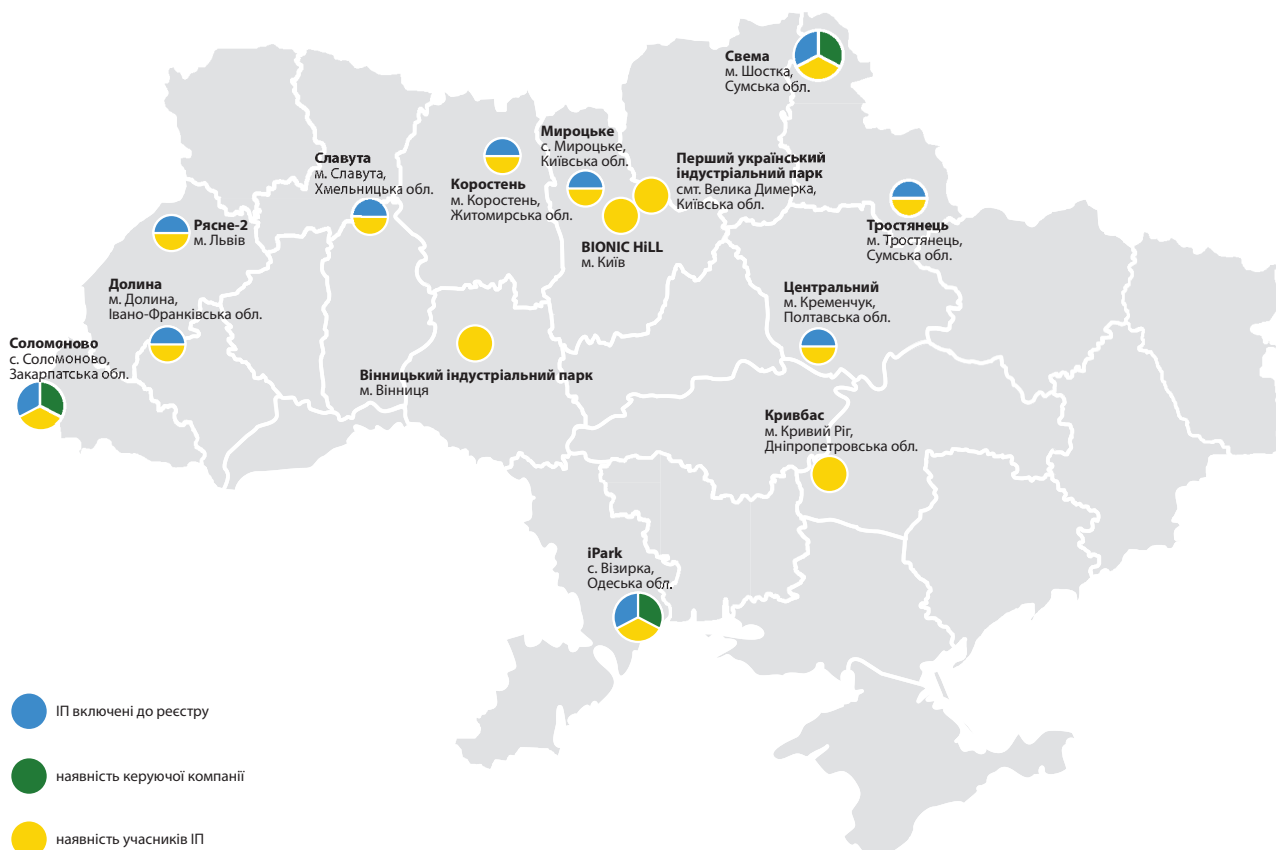 Свема
м. Шостка,
Сумська обл.
Мироцьке
с. Мироцьке,
Київська обл.
Славута
м. Славута,
Хмельницька обл.
Коростень
м. Коростень,
Житомирська обл.
Перший український
індустріальний парк
смт. Велика Димерка,
Київська обл.
Рясне-2
м. Львів
BIONIC HiLL
м. Київ
Тростянець
м. Тростянець,
Сумська обл.
Долина
м. Долина,
Івано-Франківська обл.
Центральний
м. Кременчук,
Полтавська обл.
Соломоново
с. Соломоново,
Закарпатська обл.
Вінницький індустріальний парк
м. Вінниця
Кривбас
м. Кривий Ріг,
Дніпропетровська обл.
iPark
с. Візирка,
Одеська обл.
ІП включені до реєстру
наявність керуючої компанії
наявність учасників ІП